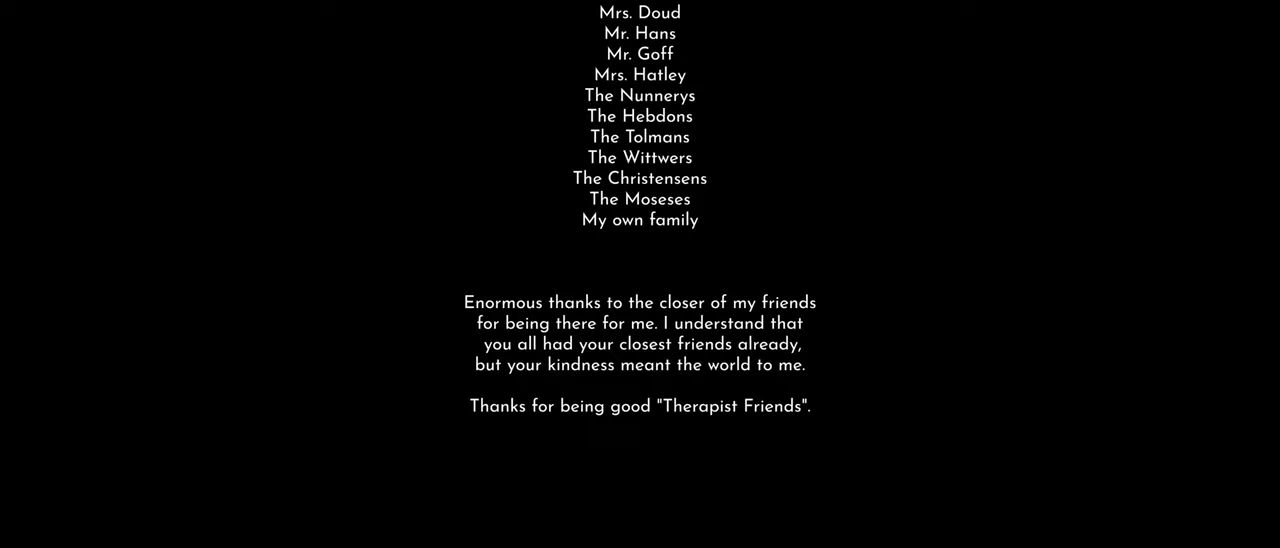 Mrs. Doud
Mr. Hans
Mr. Goff
Mrs. Hatley
The Nunnerys
The Hebdons
The Tolmans
The Wittwers
The Christensens
The Moseses
My own family
Enormous thanks to the closer of my friends
for being there for me. I understand that
you all had your closest friends already,
but your kindness meant the world to me.
Thanks for being good "Therapist Friends".